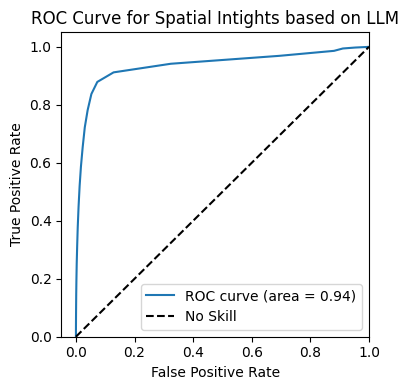 ROC Curve for Spatial Intights based on LLM
1.0
0.8
0.6
0.4
0.2
0.0
True Positive Rate
ROC curve (area = 0.94)
No Skill
0.0 0.2 0.4 0.6 0.8 1.0
False Positive Rate